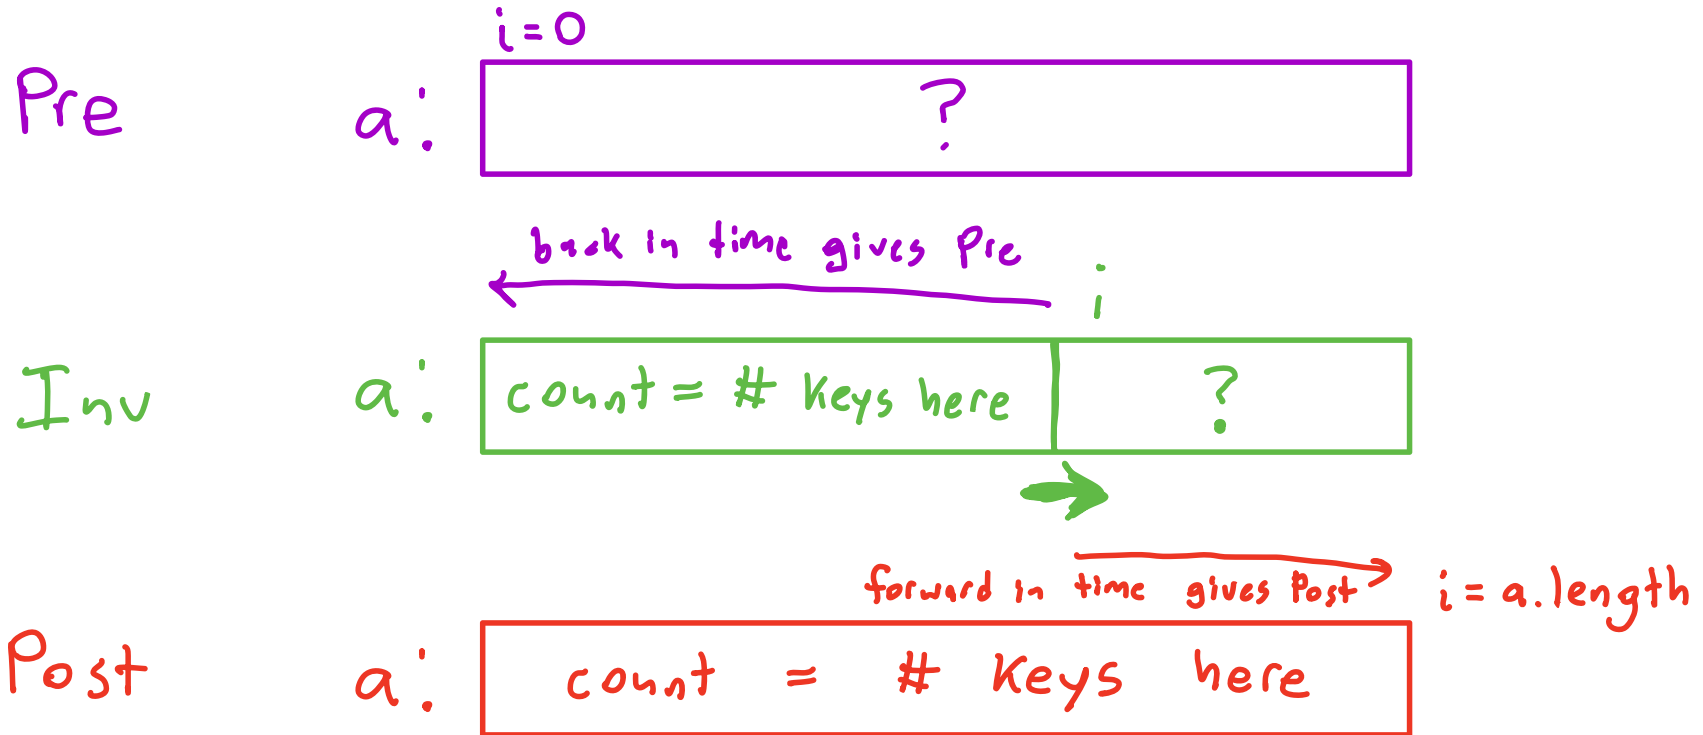 i = 0
Pre a: ?
back in time gives Pre
i
Inv a: count = # Keys here ?
forward in time gives Post i = a.length
Post a: count = # Keys here